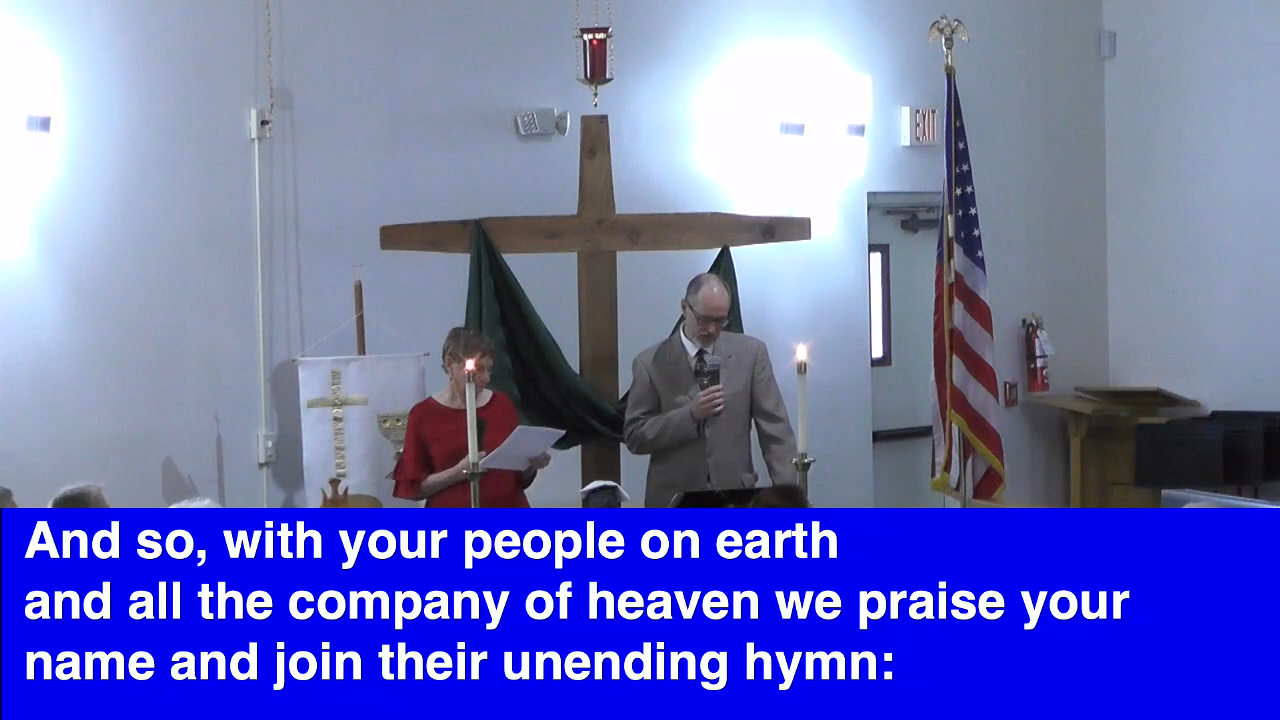 EXIT
And so, with your people on earth
and all the company of heaven we praise your
name and join their unending hymn: